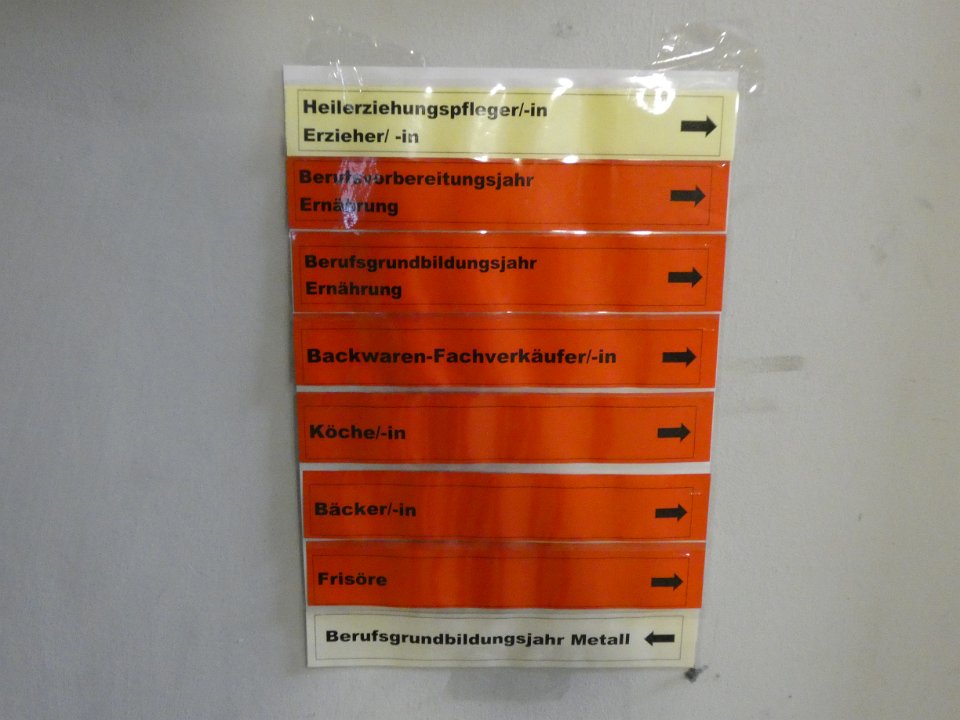 Heilerziehungspfleger/-in
Erzieher/ -in
Berufsvorbereitungsjahr
Ernährung
Berufsgrundbildungsjahr
Ernährung
Backwaren-Fachverkäufer/-in
Köche/-in
Bäcker/-in
Frisöre
Berufsgrundbildungsjahr Metall